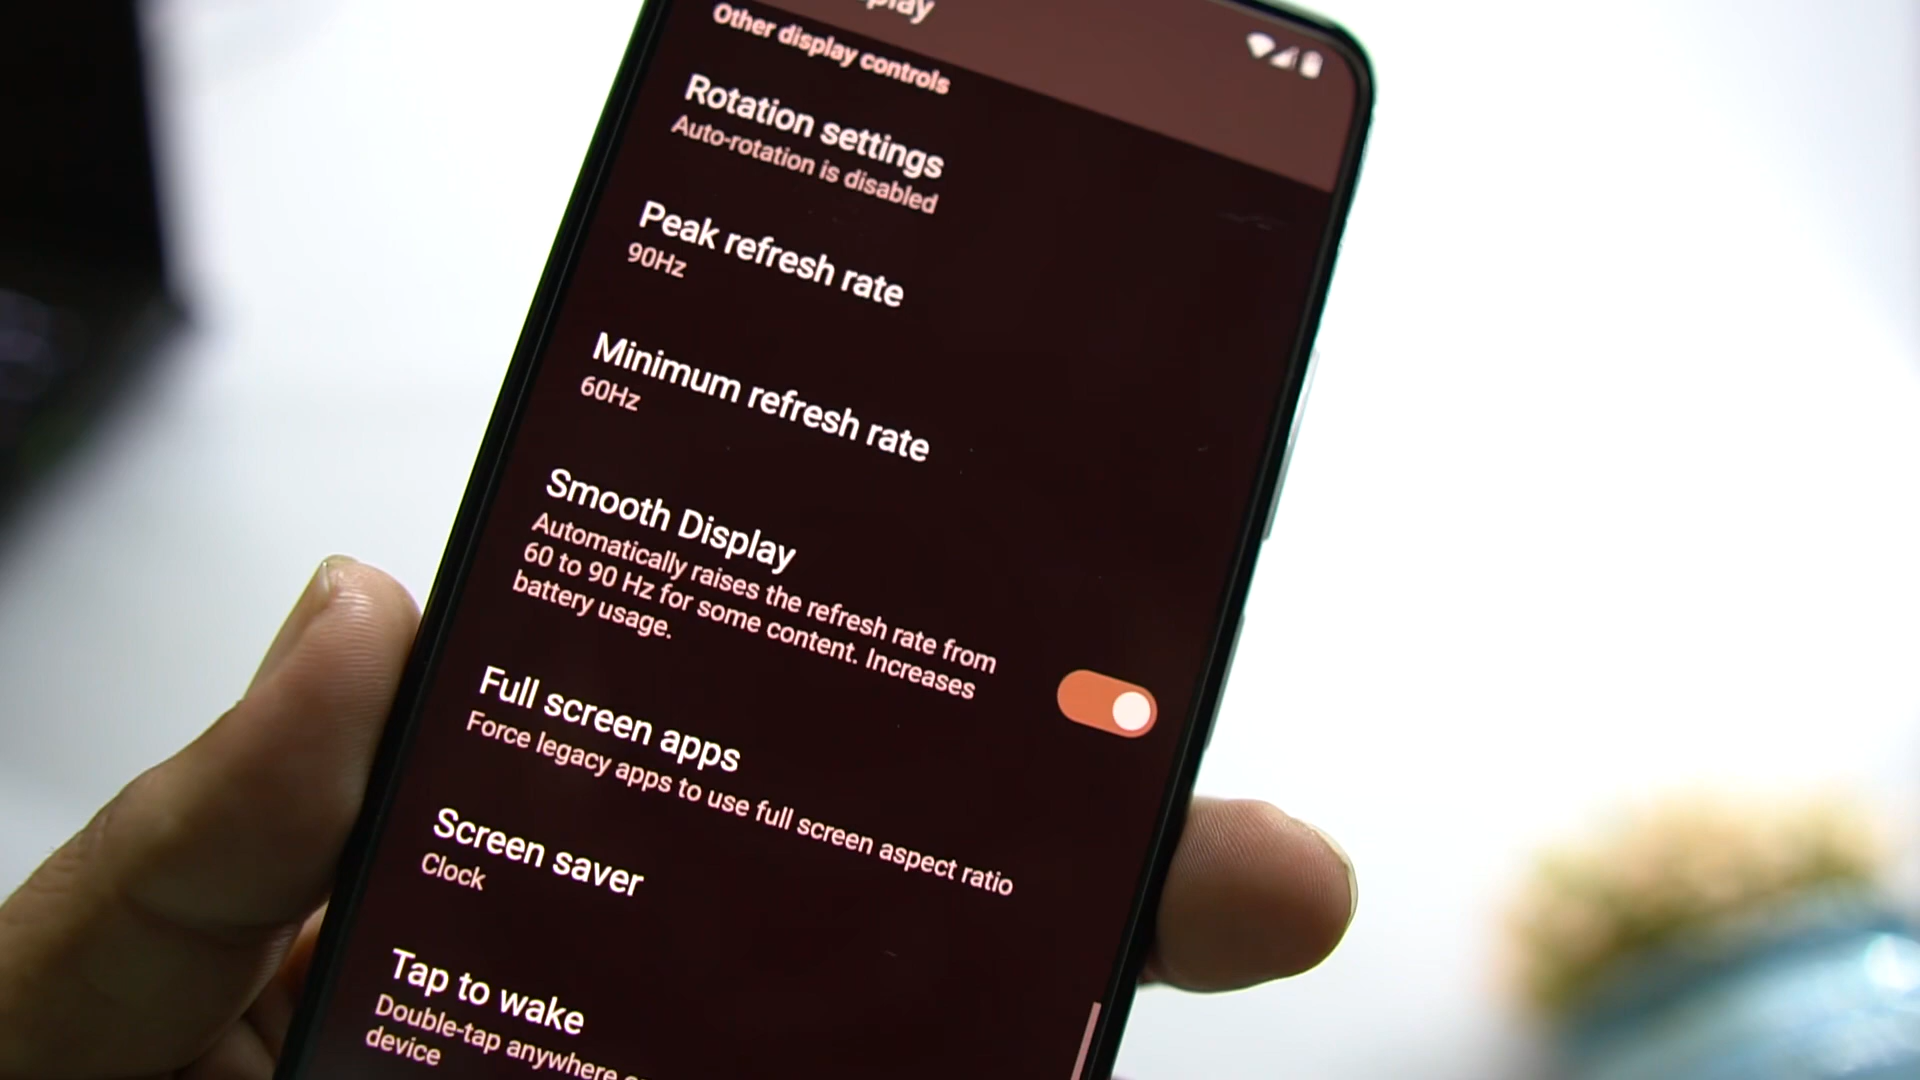 Other display controls
Rotation settings
Auto-rotation is disabled
Peak refresh rate
90Hz
Minimum refresh rate
60Hz
Smooth Display
Automatically raises the refresh rate from
60 to 90 Hz for some content. Increases
battery usage.
Full screen apps
Force legacy apps to use full screen aspect ratio
Screen saver
Clock
Tap to wake
Double-tap anywhere
device